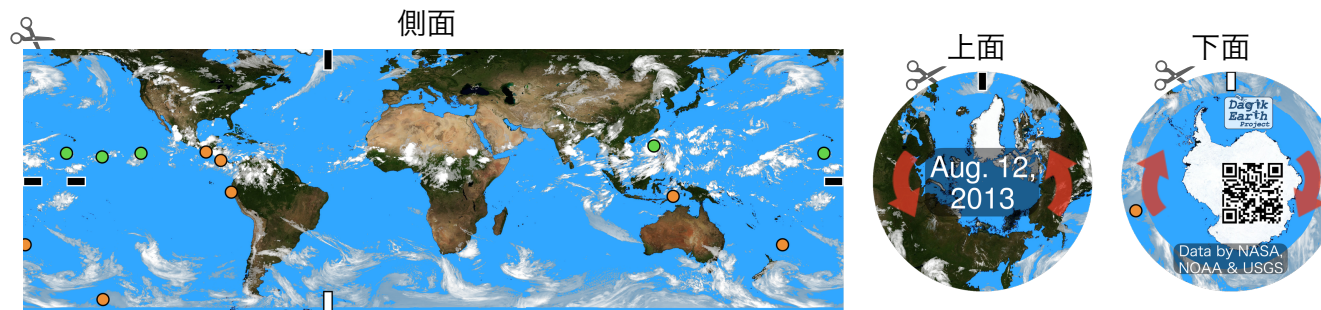 側面
上面
下面
Aug. 12,
2013
Dagik
Earth
Project
Data by NASA,
NOAA & USGS